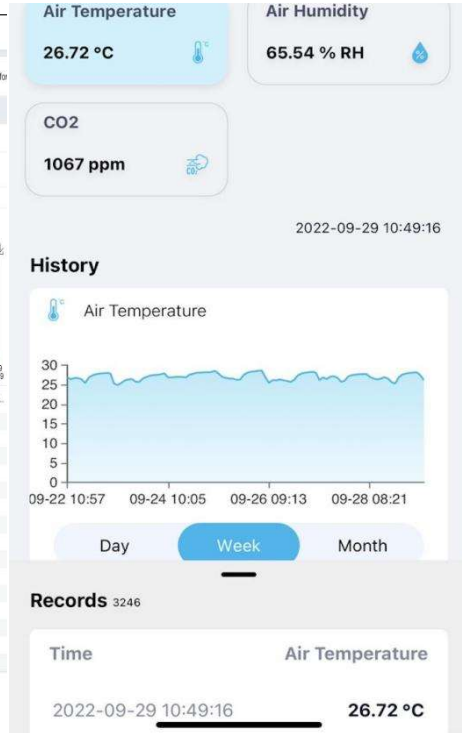 Air Temperature
Air Humidity
26.72 °C
65.54 % RH
CO2
1067 ppm
2022-09-29 10:49:16
History
Air Temperature
30
25
20
15
10
5
0
09-22 10:57 09-24 10:05 09-26 09:13 09-28 08:21
Day Week Month
Records 3246
Time Air Temperature
2022-09-29 10:49:16 26.72 °C